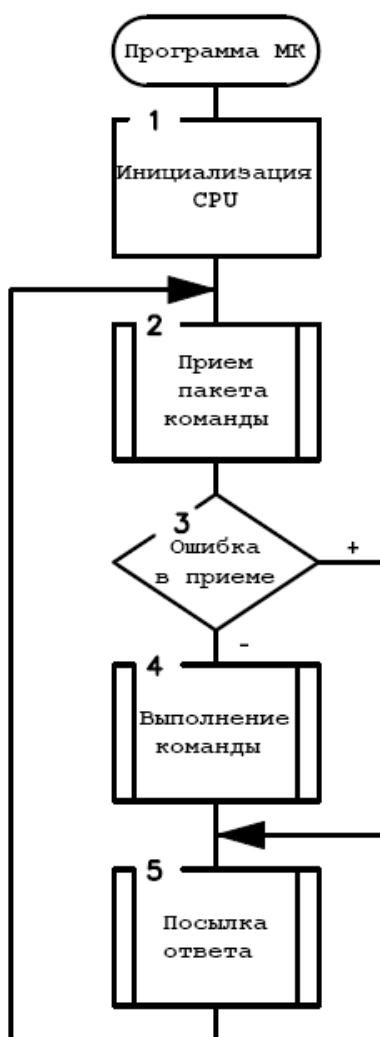 Программа МК
1
Инициализация
CPU
2
Прием
пакета
команды
3
Ошибка
в приеме
+
-
4
Выполнение
команды
5
Посылка
ответа